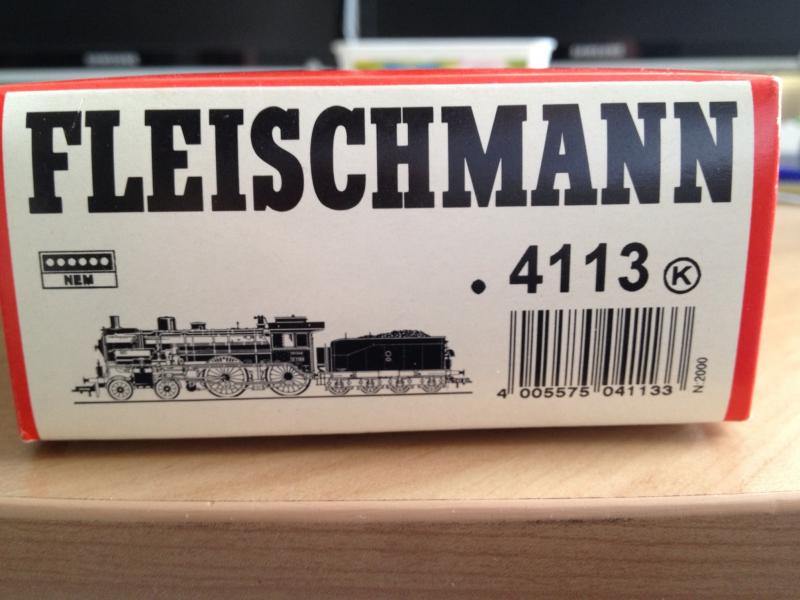 FLEISCHMANN
. 4113 K
NEM
4 005575 041133
N 2000